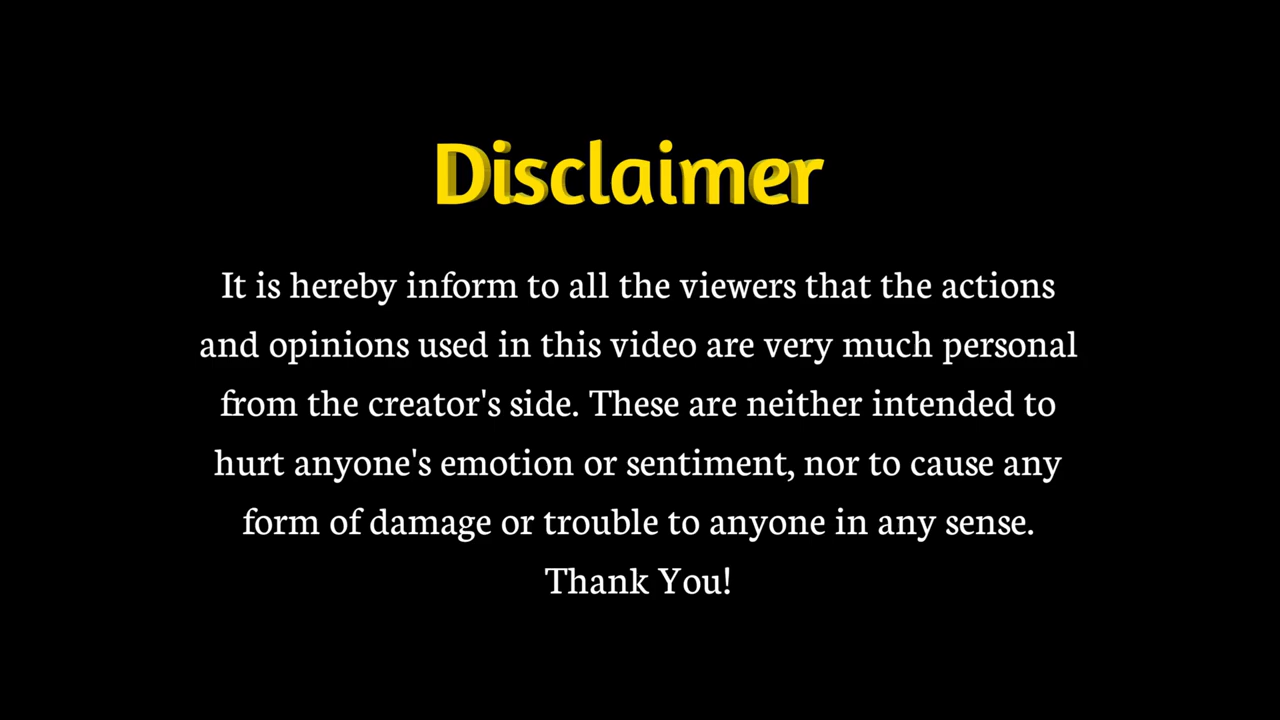 Disclaimer
It is hereby inform to all the viewers that the actions
and opinions used in this video are very much personal
from the creator's side. These are neither intended to
hurt anyone's emotion or sentiment, nor to cause any
form of damage or trouble to anyone in any sense.
Thank You!